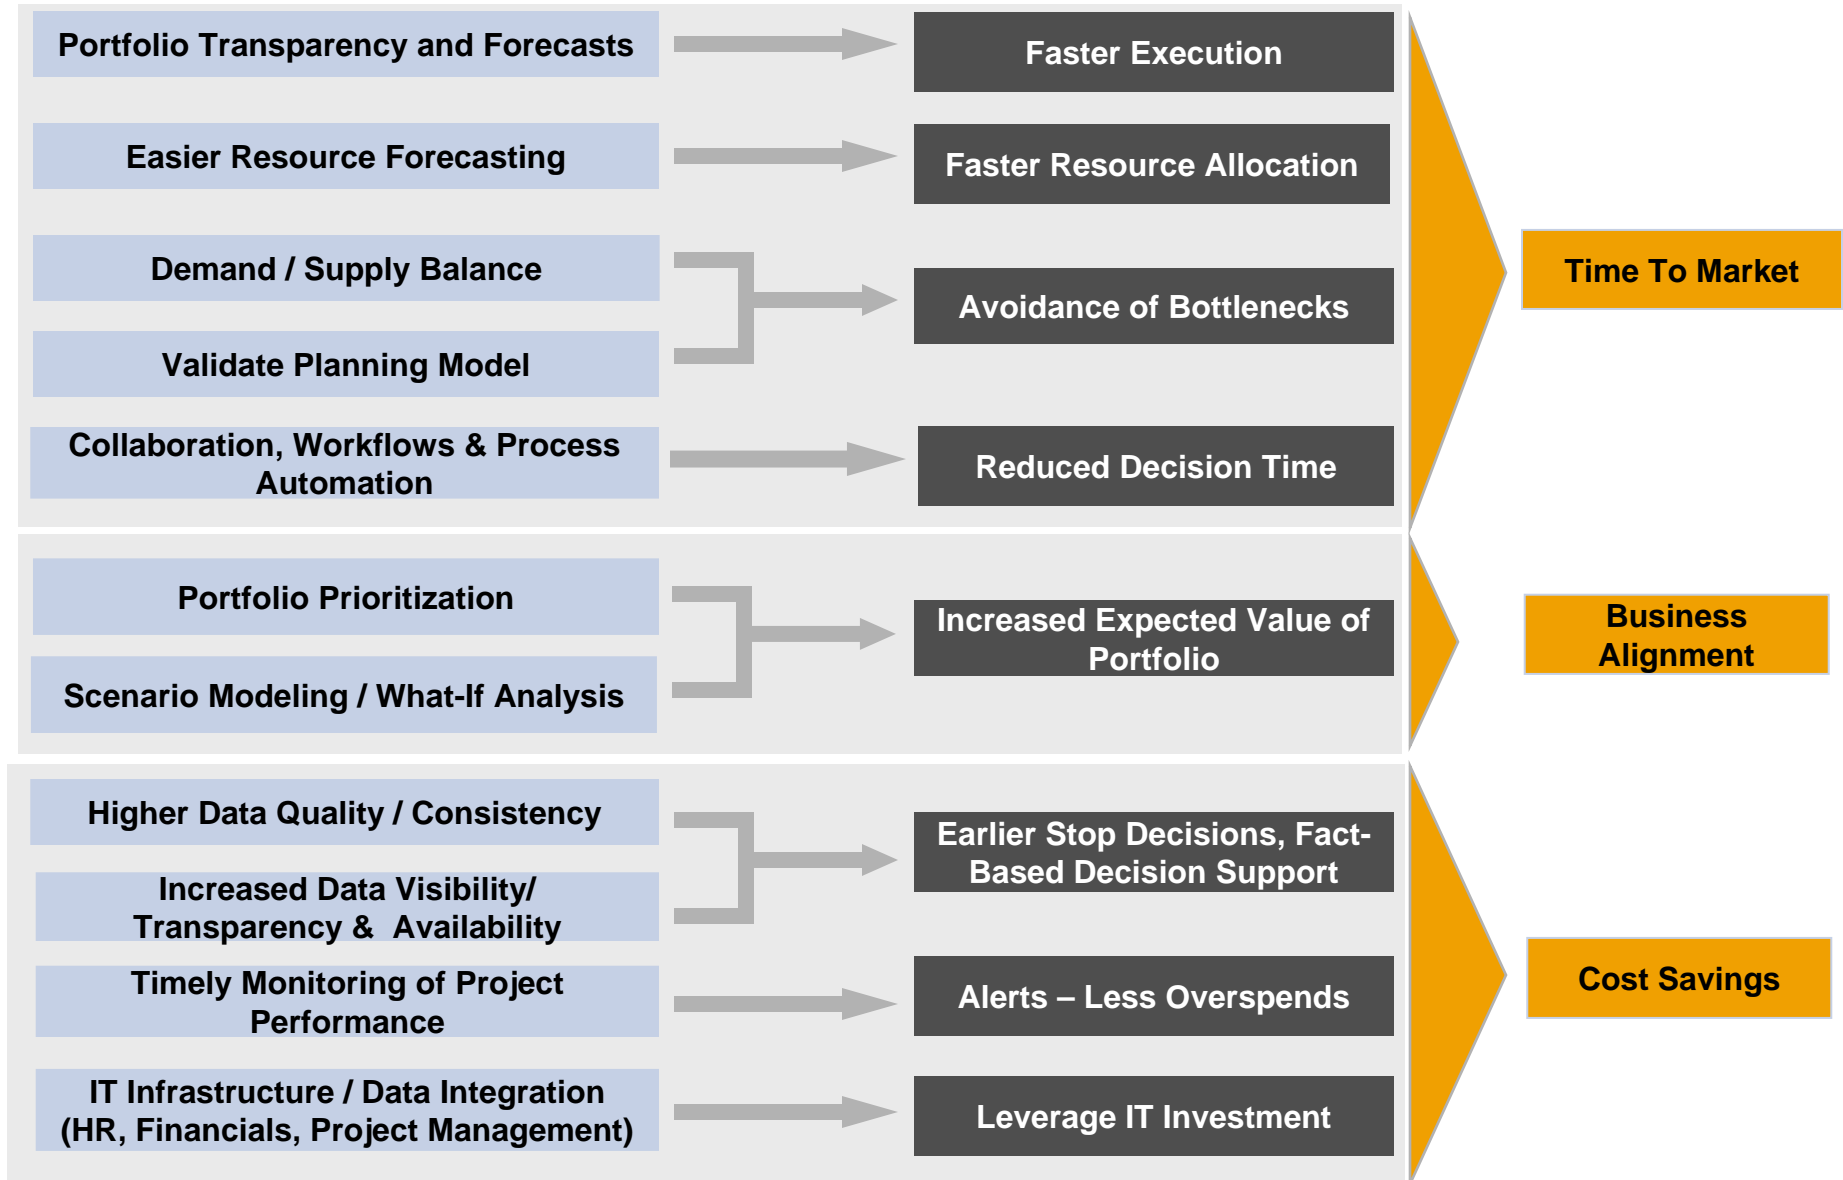 Portfolio Transparency and Forecasts
Faster Execution
Easier Resource Forecasting
Faster Resource Allocation
Demand / Supply Balance
Validate Planning Model
Avoidance of Bottlenecks
Collaboration, Workflows & Process
Automation
Reduced Decision Time
Time To Market
Portfolio Prioritization
Scenario Modeling / What-If Analysis
Increased Expected Value of
Portfolio
Business
Alignment
Higher Data Quality / Consistency
Increased Data Visibility/
Transparency &  Availability
Earlier Stop Decisions, Fact-
Based Decision Support
Timely Monitoring of Project
Performance
Alerts – Less Overspends
IT Infrastructure / Data Integration
(HR, Financials, Project Management)
Leverage IT Investment
Cost Savings